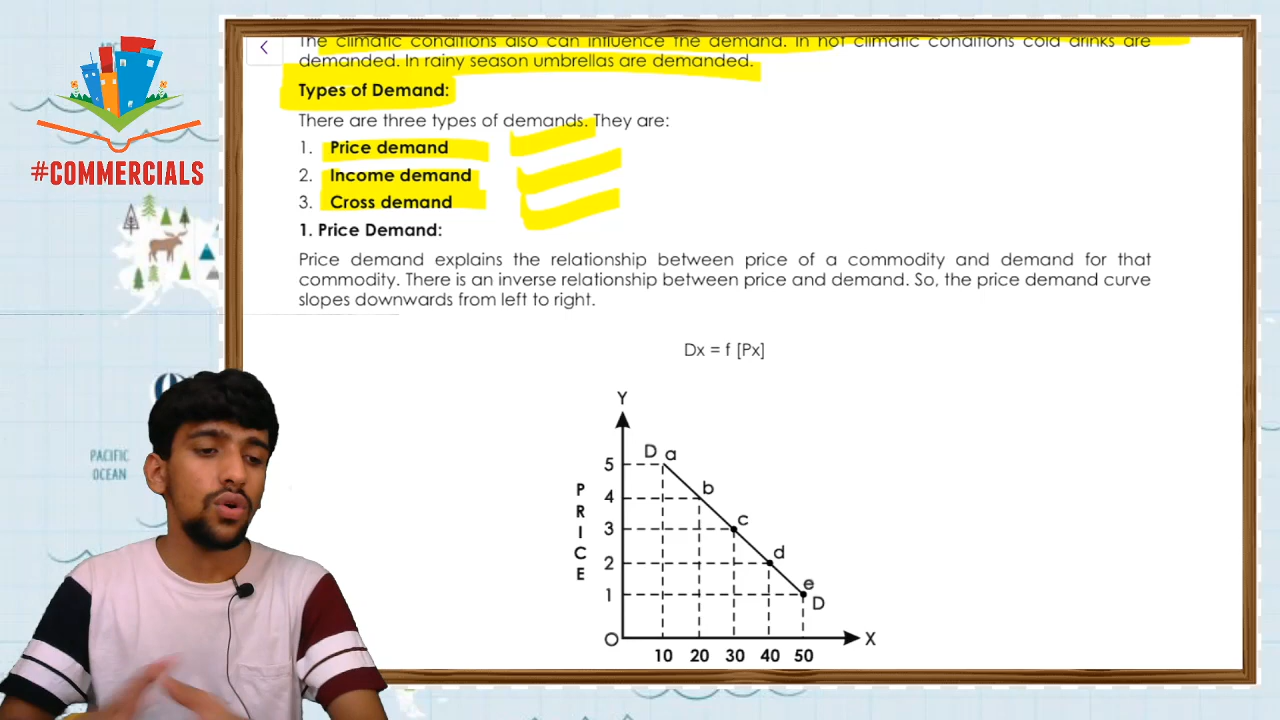 The climatic conditions also can influence the demand. In hot climatic conditions cold drinks are
demanded. In rainy season umbrellas are demanded.
Types of Demand:
There are three types of demands. They are:
1. Price demand
2. Income demand
3. Cross demand
1. Price Demand:
Price demand explains the relationship between price of a commodity and demand for that
commodity. There is an inverse relationship between price and demand. So, the price demand curve
slopes downwards from left to right.
Dx = f [Px]
Y
D a
5
b
4
c
3
d
2
e
1
D
PRICE
O
X
10 20 30 40 50
#COMMERCIALS
PACIFIC
OCEAN